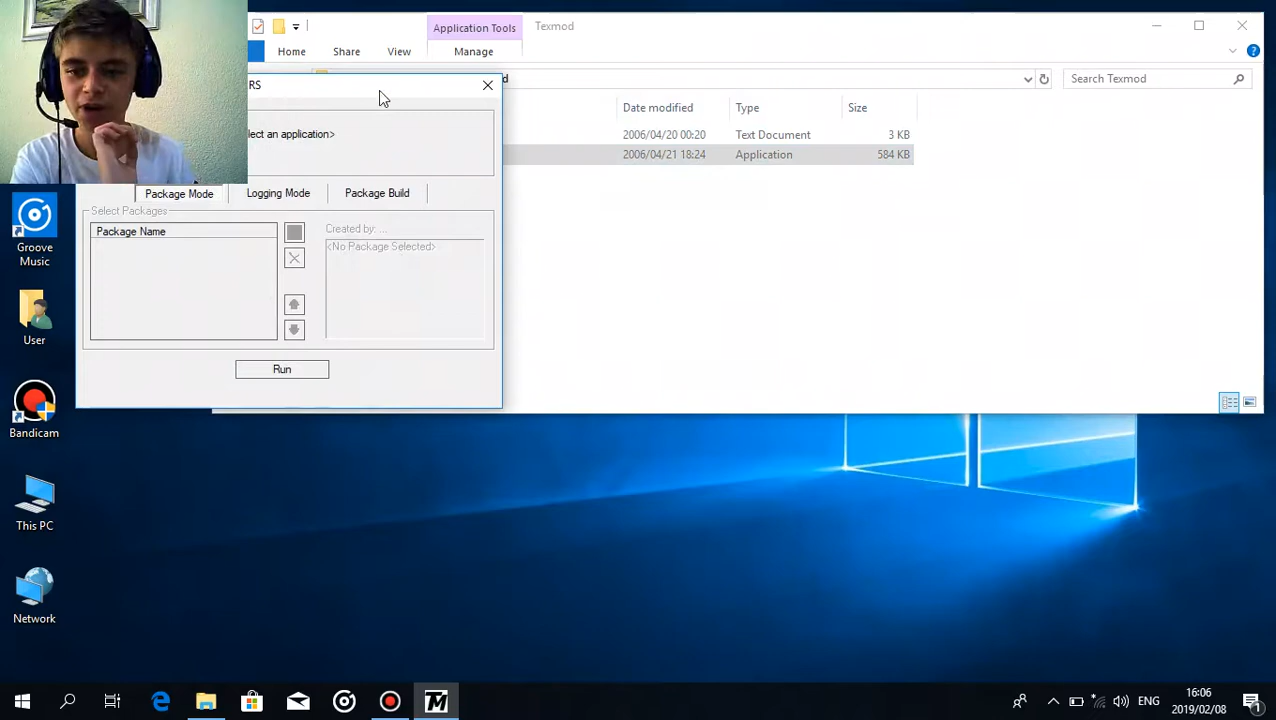 Application Tools
Texmod
Home
Share
View
Manage
RS
d
Search Texmod
lect an application>
Date modified
Type
Size
2006/04/20 00:20
Text Document
3 KB
2006/04/21 18:24
Application
584 KB
Package Mode
Logging Mode
Package Build
Select Packages
Package Name
Created by: ...
<No Package Selected>
Run
Groove
Music
User
Bandicam
This PC
Network
ENG
16:06
2019/02/08
1